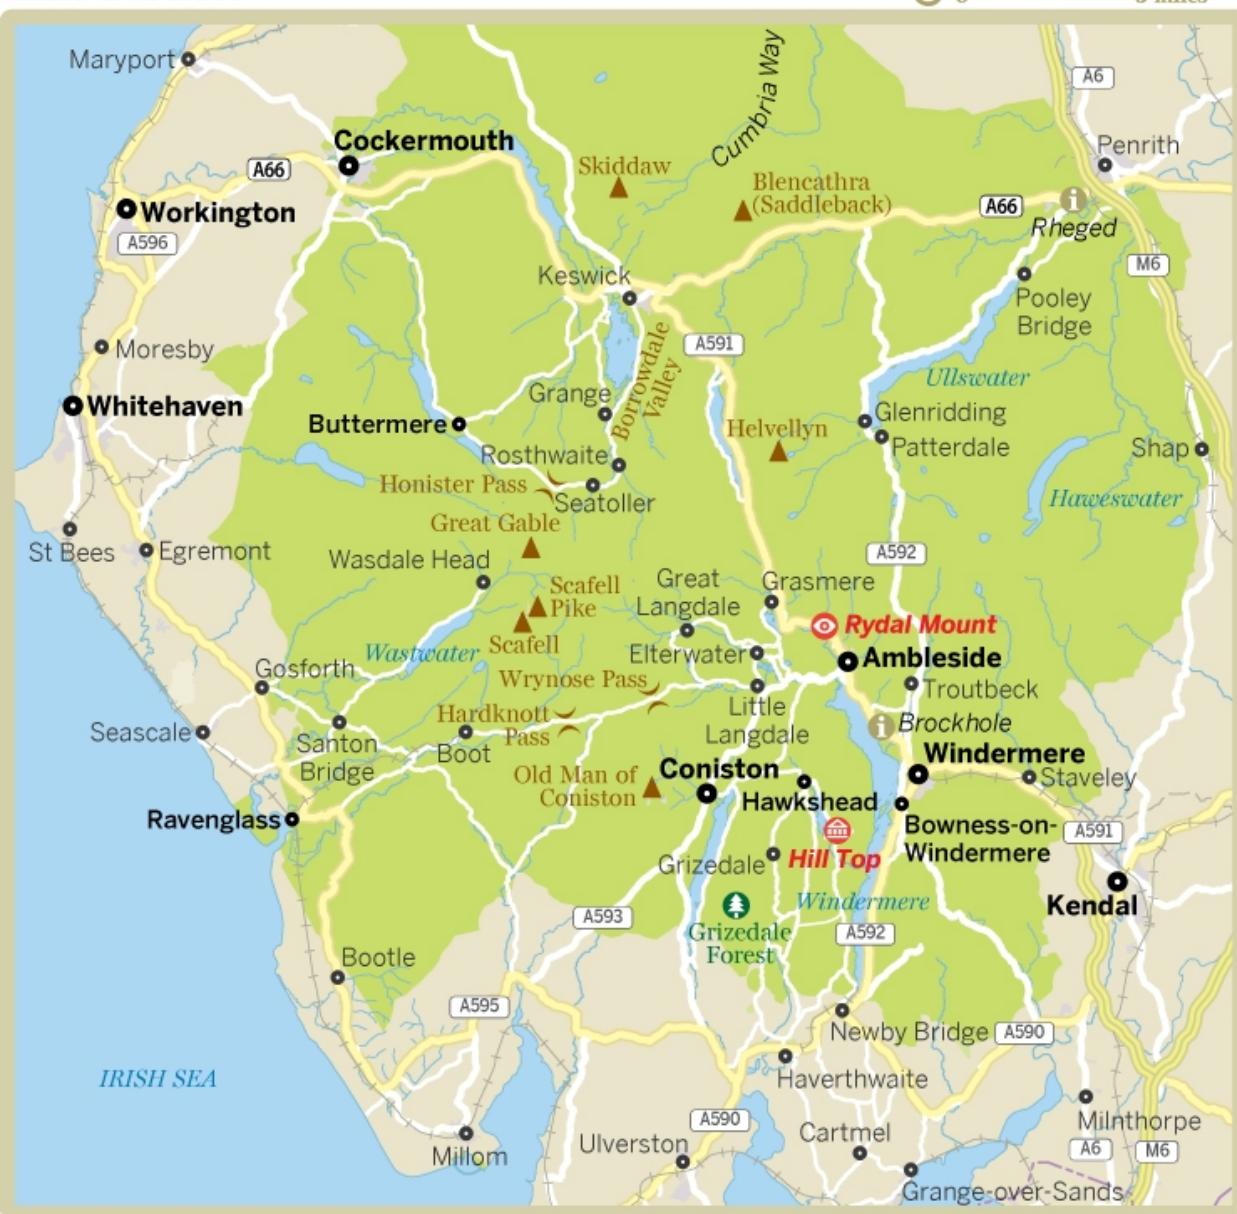 Maryport
Cumbria Way
A6
Penrith
Cockermouth
A66
Skiddaw
Blencathra
(Saddleback)
A66
Rheged
Workington
A596
M6
Keswick
Pooley
Bridge
Moresby
A591
Borrowdale
Valley
Ullswater
Grange
Whitehaven
Buttermere
Glenridding
Helvellyn
Patterdale
Shap
Rosthwaite
Honister Pass
Seatoller
Haweswater
Great Gable
St Bees
Egremont
Wasdale Head
A592
Great
Langdale
Grasmere
Scafell
Pike
Rydal Mount
Wastwater
Scafell
Elterwater
Ambleside
Gosforth
Wrynose Pass
Troutbeck
Little
Langdale
Hardknott
Pass
Brockhole
Seascale
Santon
Bridge
Boot
Windermere
Coniston
Old Man of
Coniston
Staveley
Hawkshead
Ravenglass
Bowness-on-
Windermere
A591
Grizedale
Hill Top
Kendal
Windermere
A593
Grizedale
Forest
A592
Bootle
A595
Newby Bridge
A590
IRISH SEA
Haverthwaite
A590
Milnthorpe
Cartmel
Ulverston
Millom
A6
M6
Grange-over-Sands